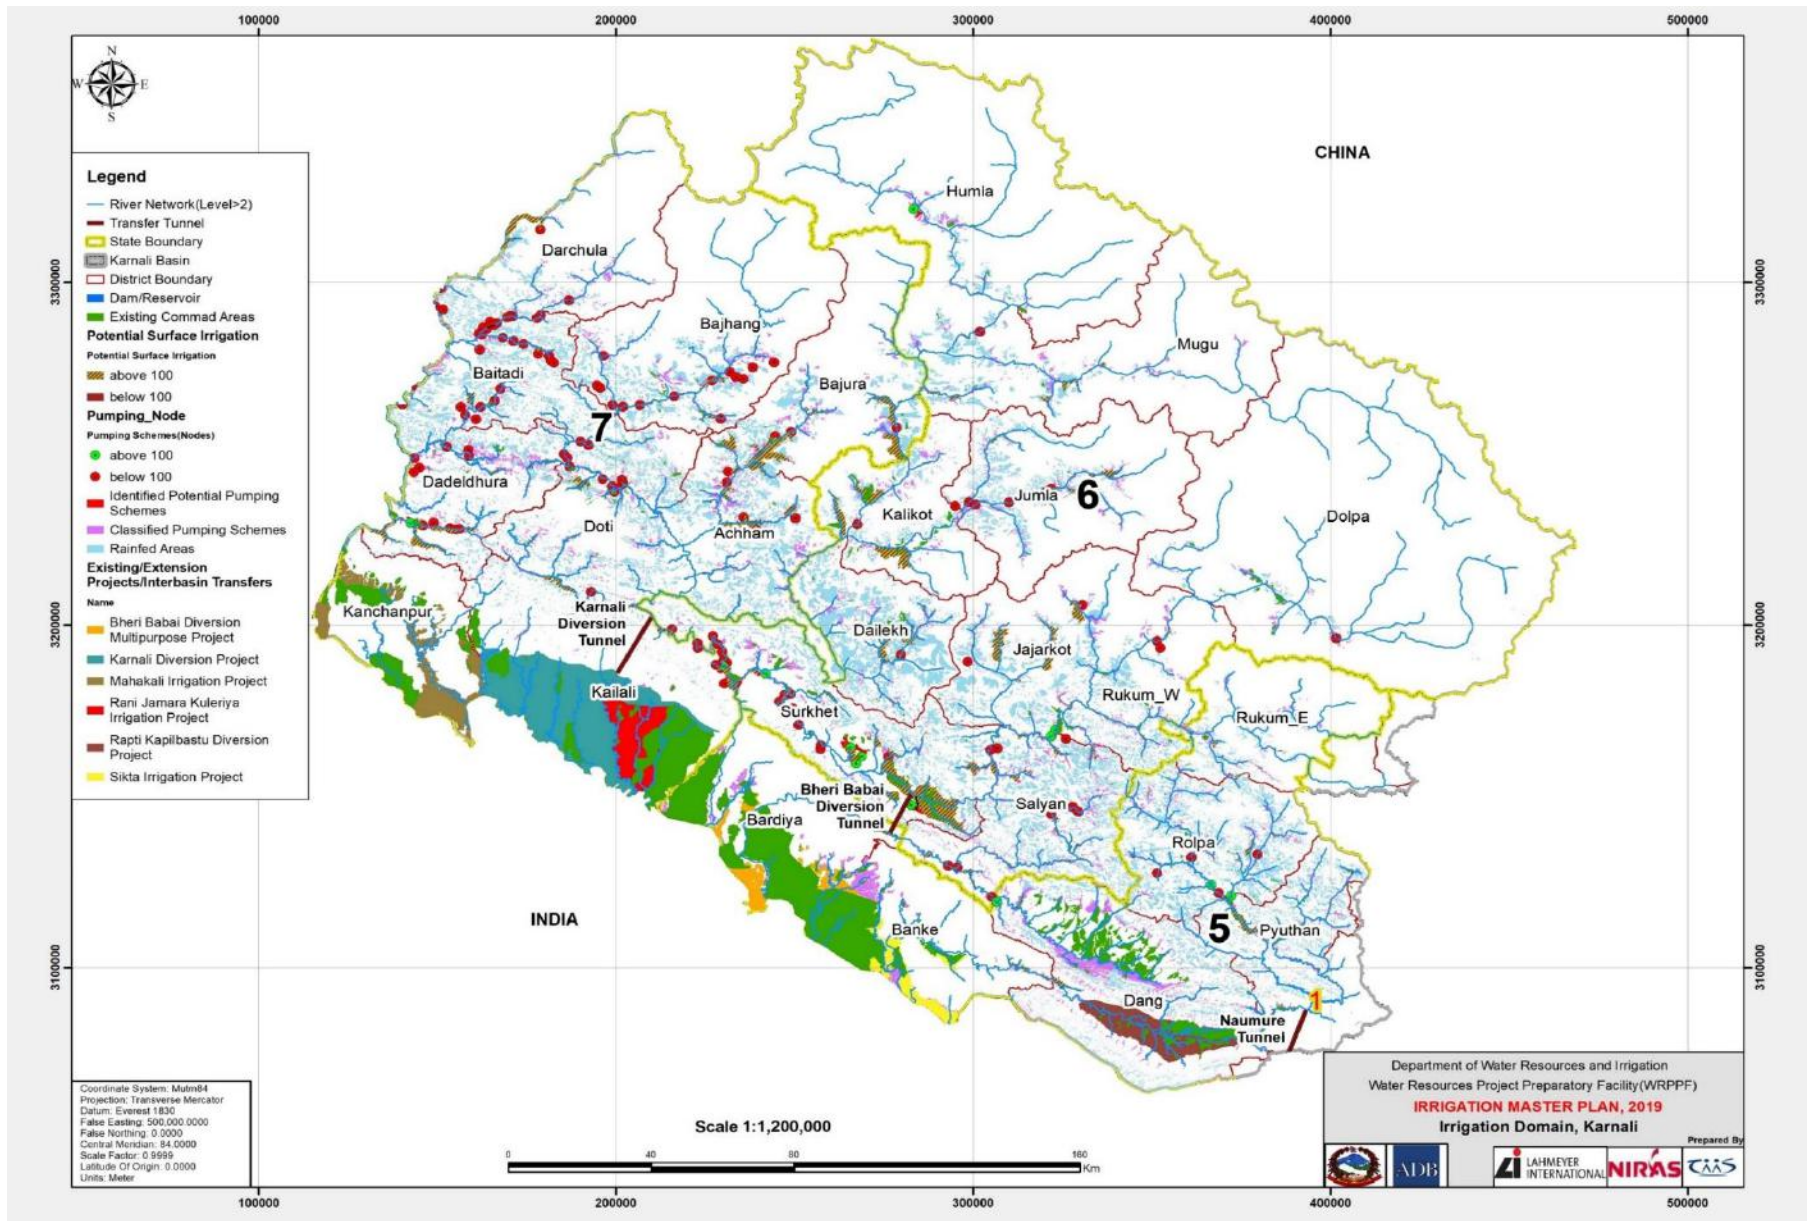 100000
200000
300000
400000
500000
N
W
E
S
CHINA
Legend
River Network(Level>2)
Transfer Tunnel
State Boundary
Karnali Basin
District Boundary
Dam/Reservoir
Existing Commad Areas
Potential Surface Irrigation
Potential Surface Irrigation
above 100
below 100
Pumping_Node
Pumping Schemes(Nodes)
above 100
below 100
Identified Potential Pumping
Schemes
Classified Pumping Schemes
Rainfed Areas
Existing/Extension
Projects/Interbasin Transfers
Name
Bheri Babai Diversion
Multipurpose Project
Karnali Diversion Project
Mahakali Irrigation Project
Rani Jamara Kuleriya
Irrigation Project
Rapti Kapilbastu Diversion
Project
Sikta Irrigation Project
3300000
3200000
3100000
3300000
3200000
3100000
Humla
Darchula
Bajhang
Mugu
Baitadi
Bajura
7
Dadeldhura
Jumla
6
Kalikot
Dolpa
Doti
Achham
Kanchanpur
Karnali
Diversion
Tunnel
Dailekh
Jajarkot
Kailali
Rukum_W
Surkhet
Rukum_E
Bheri Babai
Diversion
Tunnel
Salyan
Bardiya
Rolpa
INDIA
Banke
5
Pyuthan
Dang
1
Naumure
Tunnel
Coordinate System: Mutm84
Projection: Transverse Mercator
Datum: Everest 1830
False Easting: 500,000.0000
False Northing: 0.0000
Central Meridian: 84.0000
Scale Factor: 0.9999
Latitude Of Origin: 0.0000
Units: Meter
Scale 1:1,200,000
0
40
80
160
Km
Department of Water Resources and Irrigation
Water Resources Project Preparatory Facility(WRPPF)
IRRIGATION MASTER PLAN, 2019
Irrigation Domain, Karnali
Prepared By
ADB
LAHMEYER
INTERNATIONAL
NIRAS
100000
200000
300000
400000
500000